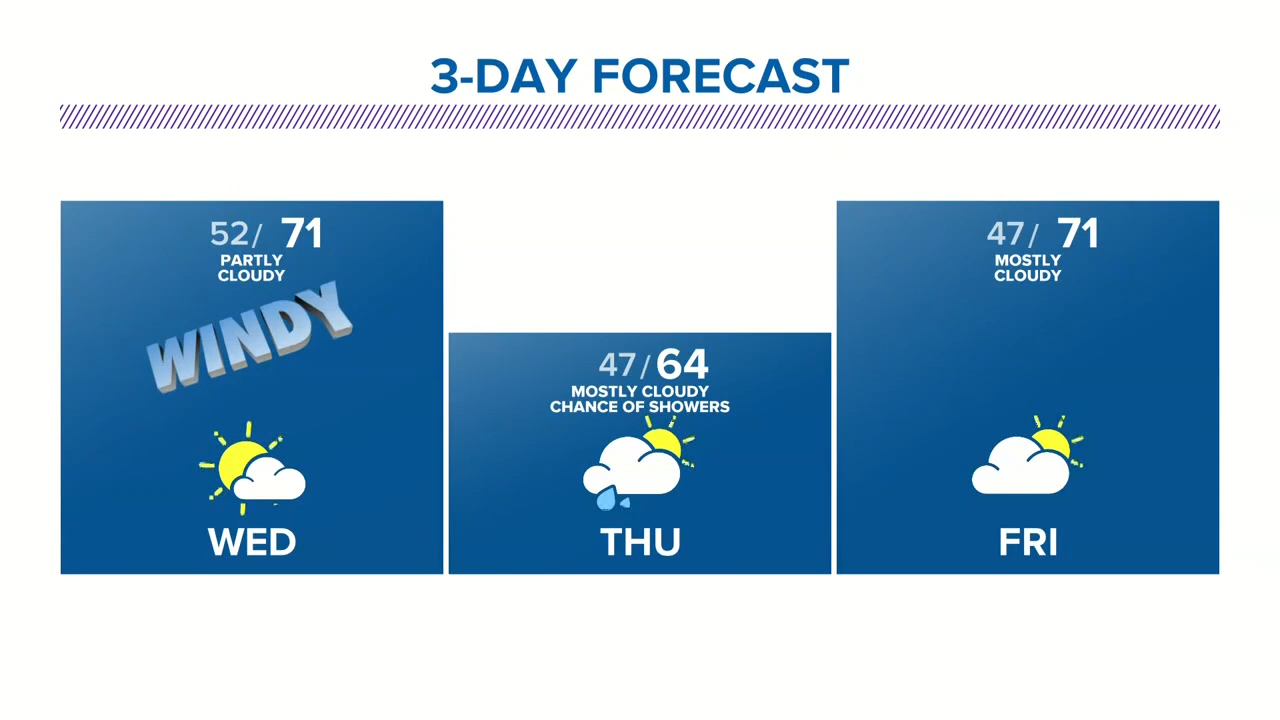 3-DAY FORECAST
52/ 71
PARTLY
CLOUDY
WINDY
WED
47/64
MOSTLY CLOUDY
CHANCE OF SHOWERS
THU
47/ 71
MOSTLY
CLOUDY
FRI